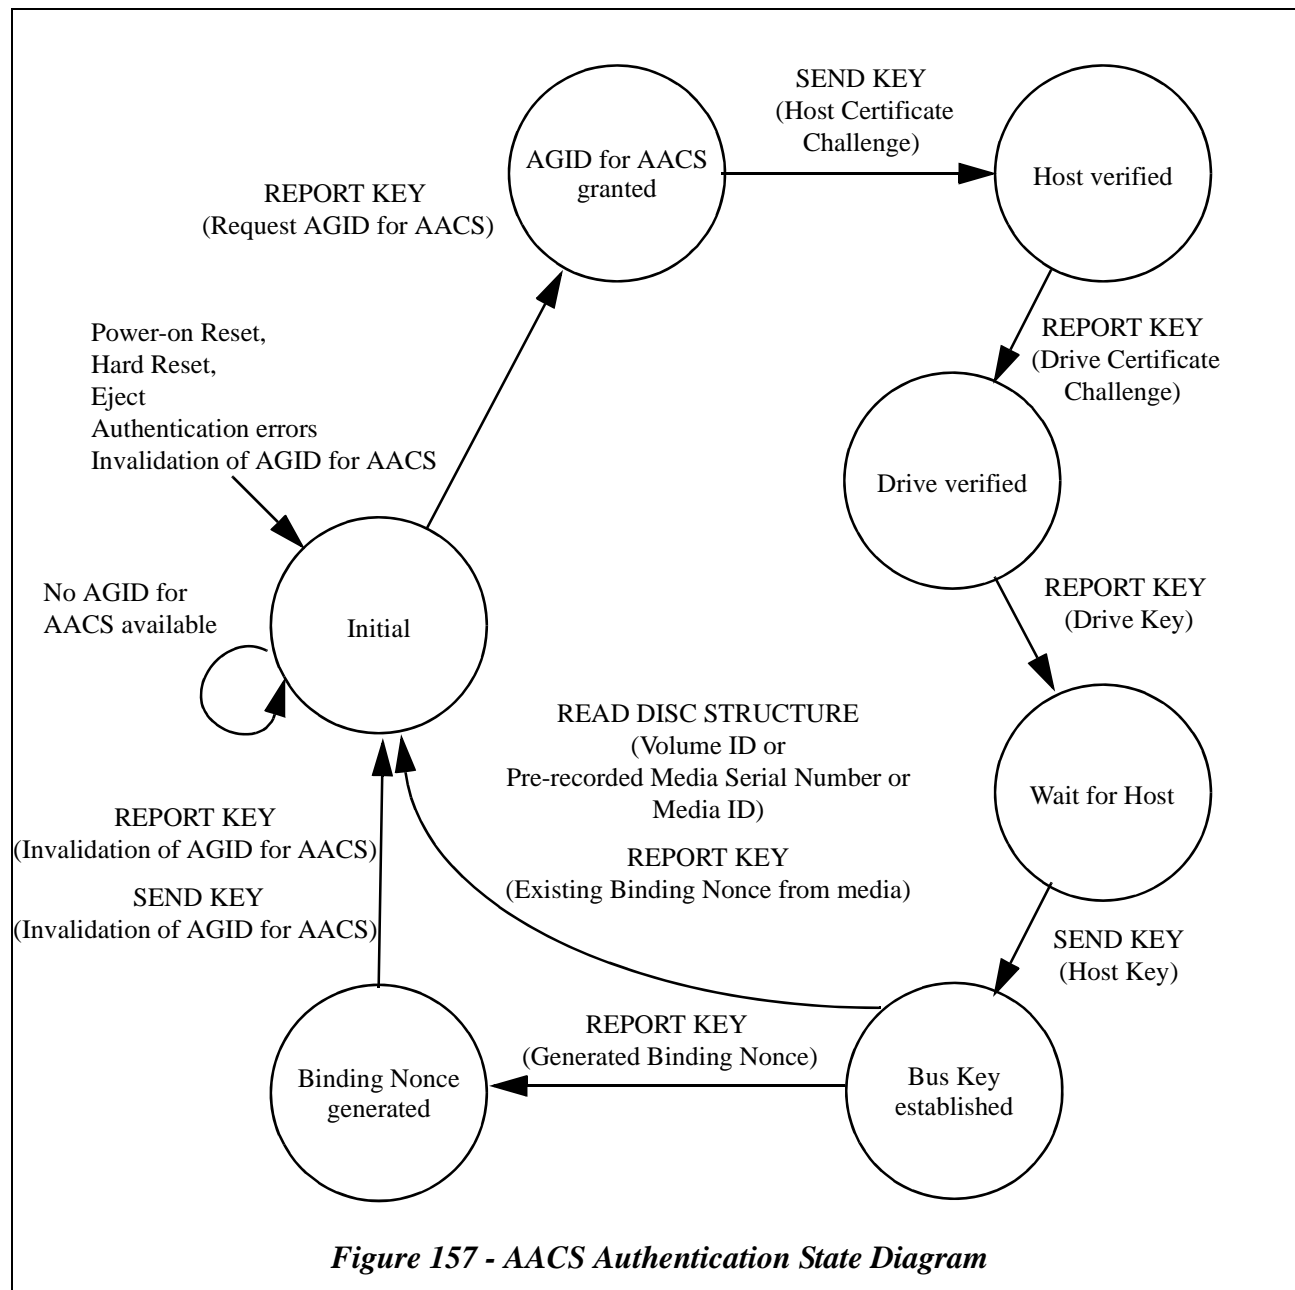 SEND KEY
(Host Certificate
Challenge)
AGID for AACS
granted
Host verified
REPORT KEY
(Request AGID for AACS)
REPORT KEY
(Drive Certificate
Challenge)
Power-on Reset,
Hard Reset,
Eject
Authentication errors
Invalidation of AGID for AACS
Drive verified
No AGID for
AACS available
Initial
REPORT KEY
(Drive Key)
READ DISC STRUCTURE
(Volume ID or
Pre-recorded Media Serial Number or
Media ID)
Wait for Host
REPORT KEY
(Invalidation of AGID for AACS)
REPORT KEY
(Existing Binding Nonce from media)
SEND KEY
(Invalidation of AGID for AACS)
SEND KEY
(Host Key)
REPORT KEY
(Generated Binding Nonce)
Binding Nonce
generated
Bus Key
established
Figure 157 - AACS Authentication State Diagram